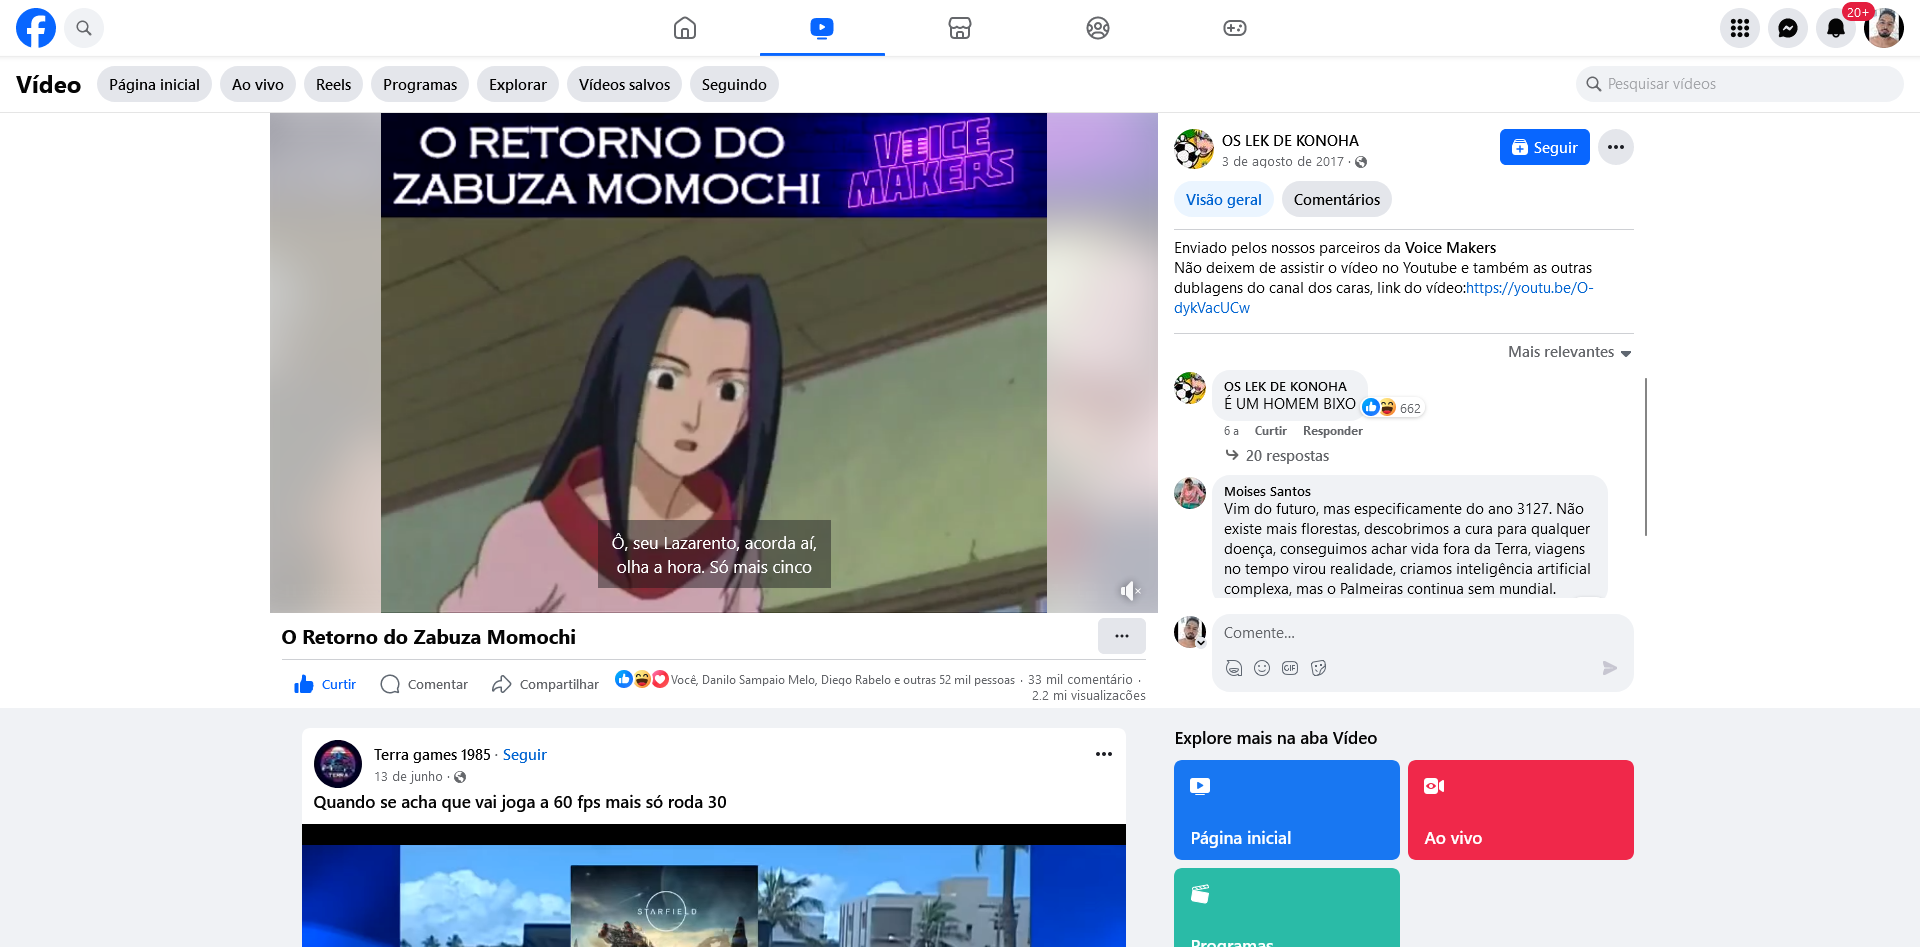 20+
Vídeo
Página inicial
Ao vivo
Reels
Programas
Explorar
Vídeos salvos
Seguindo
Pesquisar vídeos
O RETORNO DO
ZABUZA MOMOCHI
VOICE
MAKERS
Ô, seu Lazarento, acorda aí,
olha a hora. Só mais cinco
O Retorno do Zabuza Momochi
Curtir
Comentar
Compartilhar
Você, Danilo Sampaio Melo, Diego Rabelo e outras 52 mil pessoas · 33 mil comentário ·
2.2 mi visualizacões
OS LEK DE KONOHA
3 de agosto de 2017 ·
Seguir
Visão geral
Comentários
Enviado pelos nossos parceiros da Voice Makers
Não deixem de assistir o vídeo no Youtube e também as outras
dublagens do canal dos caras, link do vídeo:https://youtu.be/O-
dykVacUCw
Mais relevantes
OS LEK DE KONOHA
É UM HOMEM BIXO
662
6 a Curtir Responder
20 respostas
Moises Santos
Vim do futuro, mas especificamente do ano 3127. Não
existe mais florestas, descobrimos a cura para qualquer
doença, conseguimos achar vida fora da Terra, viagens
no tempo virou realidade, criamos inteligência artificial
complexa, mas o Palmeiras continua sem mundial.
Comente...
GIF
Terra games 1985 · Seguir
13 de junho ·
Quando se acha que vai joga a 60 fps mais só roda 30
TERRA
STARFIELD
Explore mais na aba Vídeo
Página inicial
Ao vivo
Programas